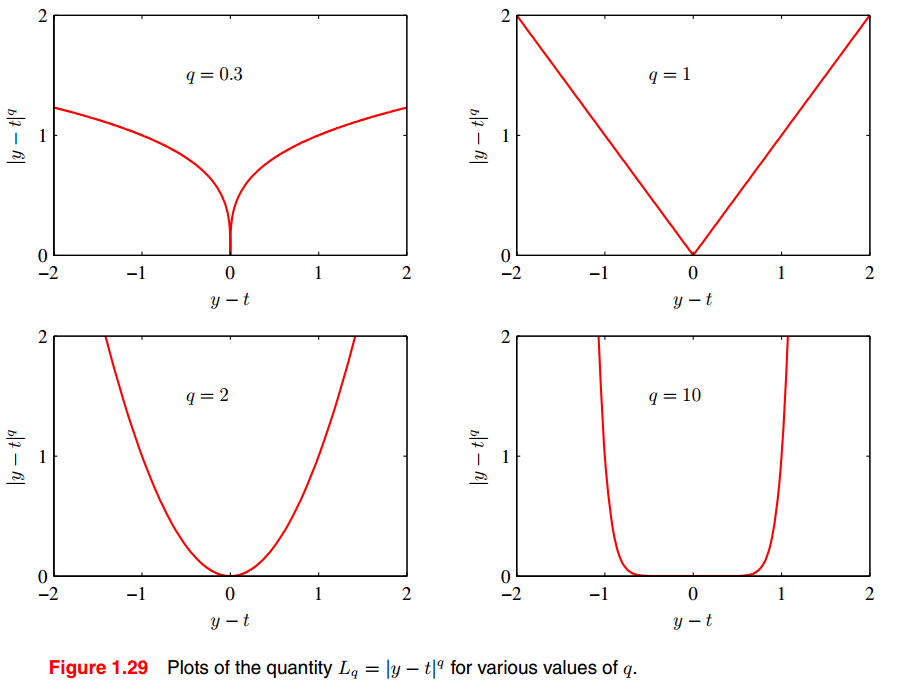 2
1
0
−2 −1 0 1 2
|y − t|^q
y − t
q = 0.3
2
1
0
−2 −1 0 1 2
|y − t|^q
y − t
q = 1
2
1
0
−2 −1 0 1 2
|y − t|^q
y − t
q = 2
2
1
0
−2 −1 0 1 2
|y − t|^q
y − t
q = 10
Figure 1.29 Plots of the quantity L_q = |y − t|^q for various values of q.